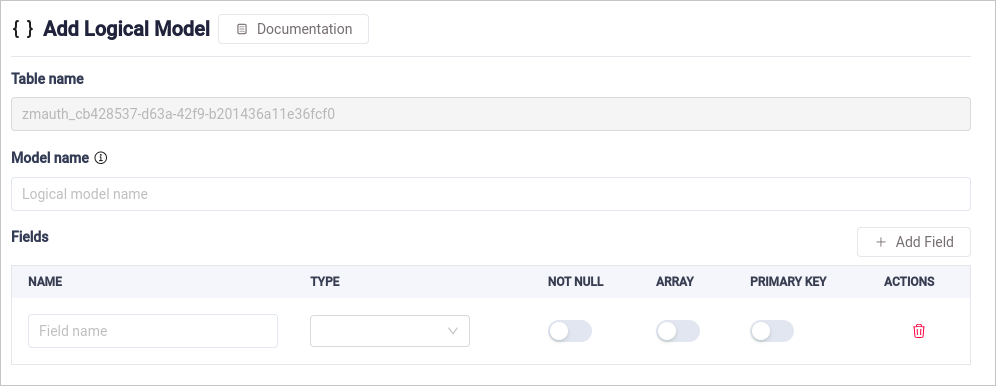 { } Add Logical Model
Documentation
Table name
zmauth_cb428537-d63a-42f9-b201436a11e36fcf0
Model name
Logical model name
Fields
+ Add Field
NAME TYPE NOT NULL ARRAY PRIMARY KEY ACTIONS
Field name